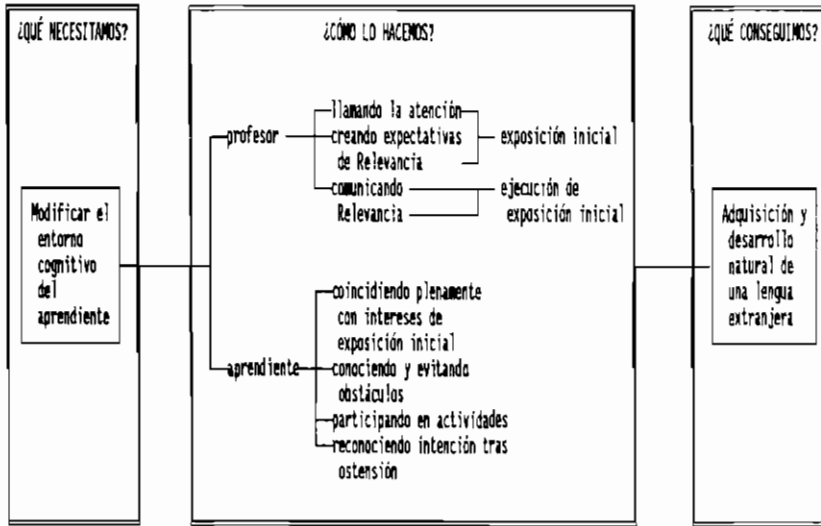 ¿QUÉ NECESITAMOS?
Modificar el
entorno
cognitivo
del
aprendiente
¿CÓMO LO HACEMOS?
profesor
llamando la atención
creando expectativas
de Relevancia
exposición inicial
comunicando
Relevancia
ejecución de
exposición inicial
aprendiente
coincidiendo plenamente
con intereses de
exposición inicial
conociendo y evitando
obstáculos
participando en actividades
reconociendo intención tras
ostensión
¿QUÉ CONSEGUIMOS?
Adquisición y
desarrollo
natural de
una lengua
extranjera